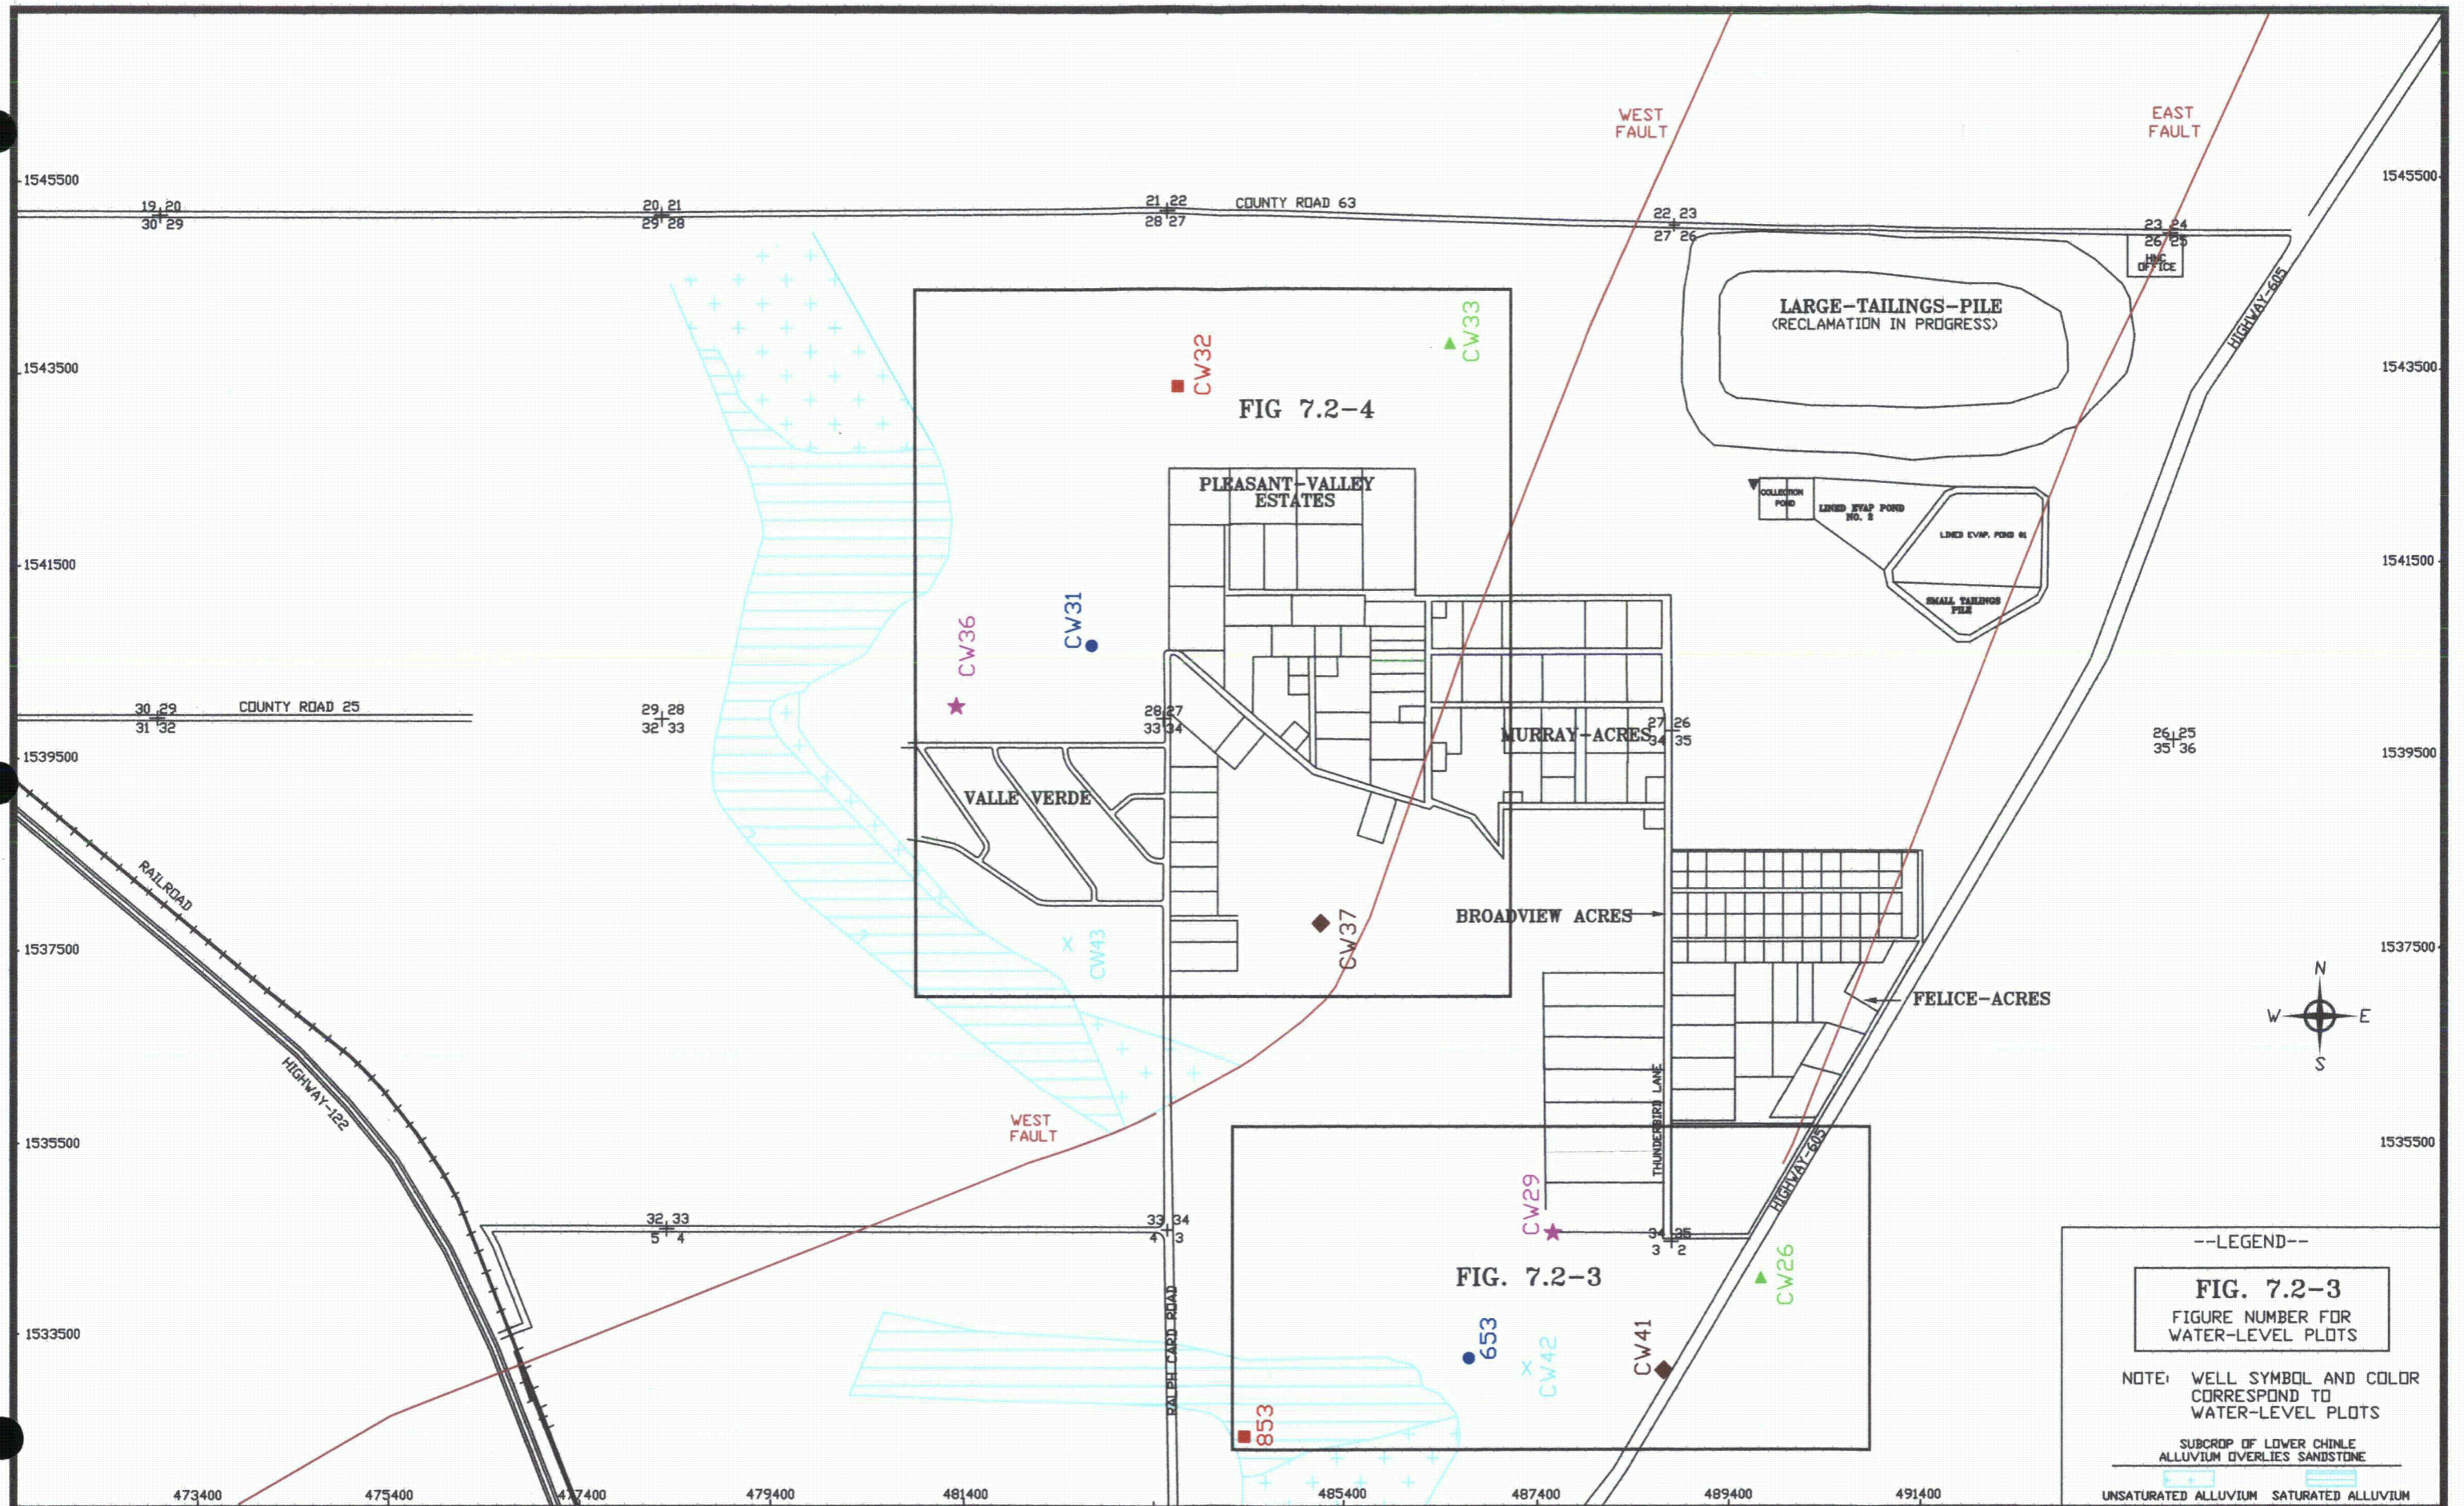 WEST
FAULT
EAST
FAULT
1545500
1545500
19 20
30 29
20 21
29 28
21 22
28 27
COUNTY ROAD 63
22 23
27 26
23 24
26 25
HMC
OFFICE
HIGHWAY-605
LARGE-TAILINGS-PILE
(RECLAMATION IN PROGRESS)
CW33
CW32
1543500
1543500
FIG 7.2-4
PLEASANT-VALLEY
ESTATES
COLLECTION
POND
LINED EVAP POND
NO. 2
LINED EVAP. POND #1
1541500
1541500
SMALL TAILINGS
PILE
CW31
CW36
30 29
31 32
COUNTY ROAD 25
29 28
32 33
28 27
33 34
MURRAY-ACRES
27 26
34 35
26 25
35 36
1539500
1539500
VALLE VERDE
RAILROAD
BROADVIEW ACRES
CW37
CW43
1537500
1537500
N
W E
S
FELICE-ACRES
HIGHWAY-122
THUNDERBIRD LANE
WEST
FAULT
1535500
1535500
HIGHWAY-605
CW29
32 33
5 4
33 34
4 3
34 35
3 2
FIG. 7.2-3
CW26
RALPH CARD ROAD
1533500
653
CW42
CW41
853
--LEGEND--
FIG. 7.2-3
FIGURE NUMBER FOR
WATER-LEVEL PLOTS
NOTE: WELL SYMBOL AND COLOR
CORRESPOND TO
WATER-LEVEL PLOTS
SUBCROP OF LOWER CHINLE
ALLUVIUM OVERLIES SANDSTONE
UNSATURATED ALLUVIUM SATURATED ALLUVIUM
473400
475400
477400
479400
481400
485400
487400
489400
491400